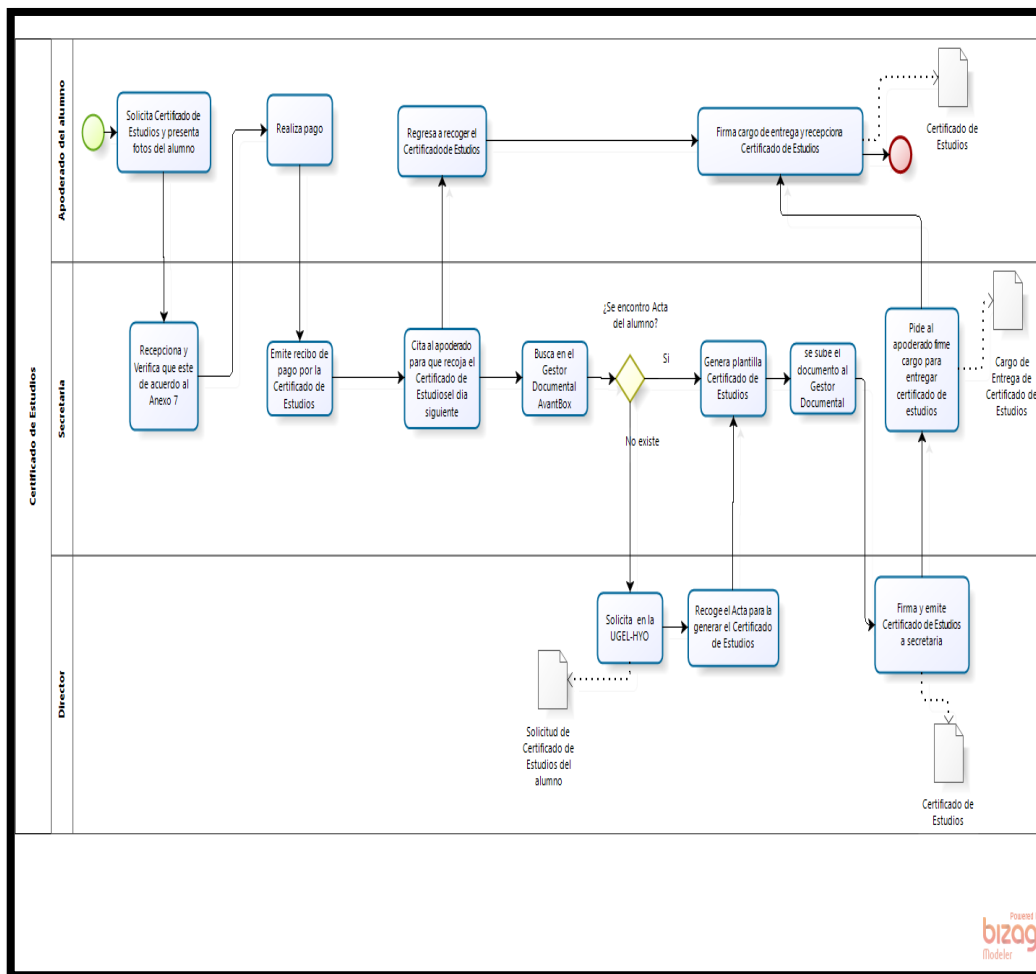 Certificado de Estudios
Apoderado del alumno
Solicita Certificado de
Estudios y presenta
fotos del alumno
Realiza pago
Regresa a recoger el
Certificado de Estudios
Firma cargo de entrega y recepciona
Certificado de Estudios
Certificado de
Estudios
Secretaria
Recepciona y
Verifica que este
de acuerdo al
Anexo 7
Emite recibo de
pago por la
Certificado de
Estudios
Cita al apoderado
para que recoja el
Certificado de
Estudiosel dia
siguiente
Busca en el
Gestor
Documental
AvantBox
¿Se encontro Acta
del alumno?
Si
No existe
Genera plantilla
Certificado de
Estudios
se sube el
documento al
Gestor
Documental
Pide al
apoderado firme
cargo para
entregar
certificado de
estudios
Cargo de
Entrega de
Certificado de
Estudios
Director
Solicita en la
UGEL-HYO
Recoge el Acta para la
generar el Certificado
de Estudios
Firma y emite
Certificado de Estudios
a secretaria
Solicitud de
Certificado de
Estudios del
alumno
Certificado de
Estudios
Powered
bizag
Modeler